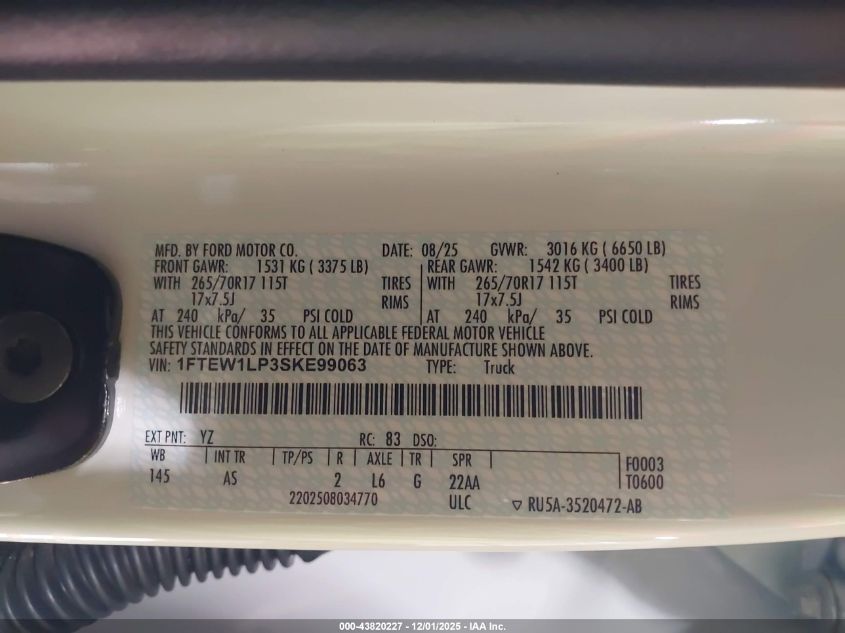 MFD. BY FORD MOTOR CO. DATE: 08/25 GVWR: 3016 KG ( 6650 LB)
FRONT GAWR: 1531 KG ( 3375 LB) REAR GAWR: 1542 KG ( 3400 LB)
WITH 265/70R17 115T TIRES WITH 265/70R17 115T TIRES
17x7.5J RIMS 17x7.5J RIMS
AT 240 kPa/ 35 PSI COLD AT 240 kPa/ 35 PSI COLD
THIS VEHICLE CONFORMS TO ALL APPLICABLE FEDERAL MOTOR VEHICLE
SAFETY STANDARDS IN EFFECT ON THE DATE OF MANUFACTURE SHOWN ABOVE.
VIN: 1FTEW1LP3SKE99063 TYPE: Truck
EXT PNT: YZ RC: 83 DSO:
WB INT TR TP/PS R AXLE TR SPR F0003
145 AS 2 L6 G 22AA T0600
2202508034770 ULC ▽ RU5A-3520472-AB
000-43820227 - 12/01/2025 - IAA Inc.